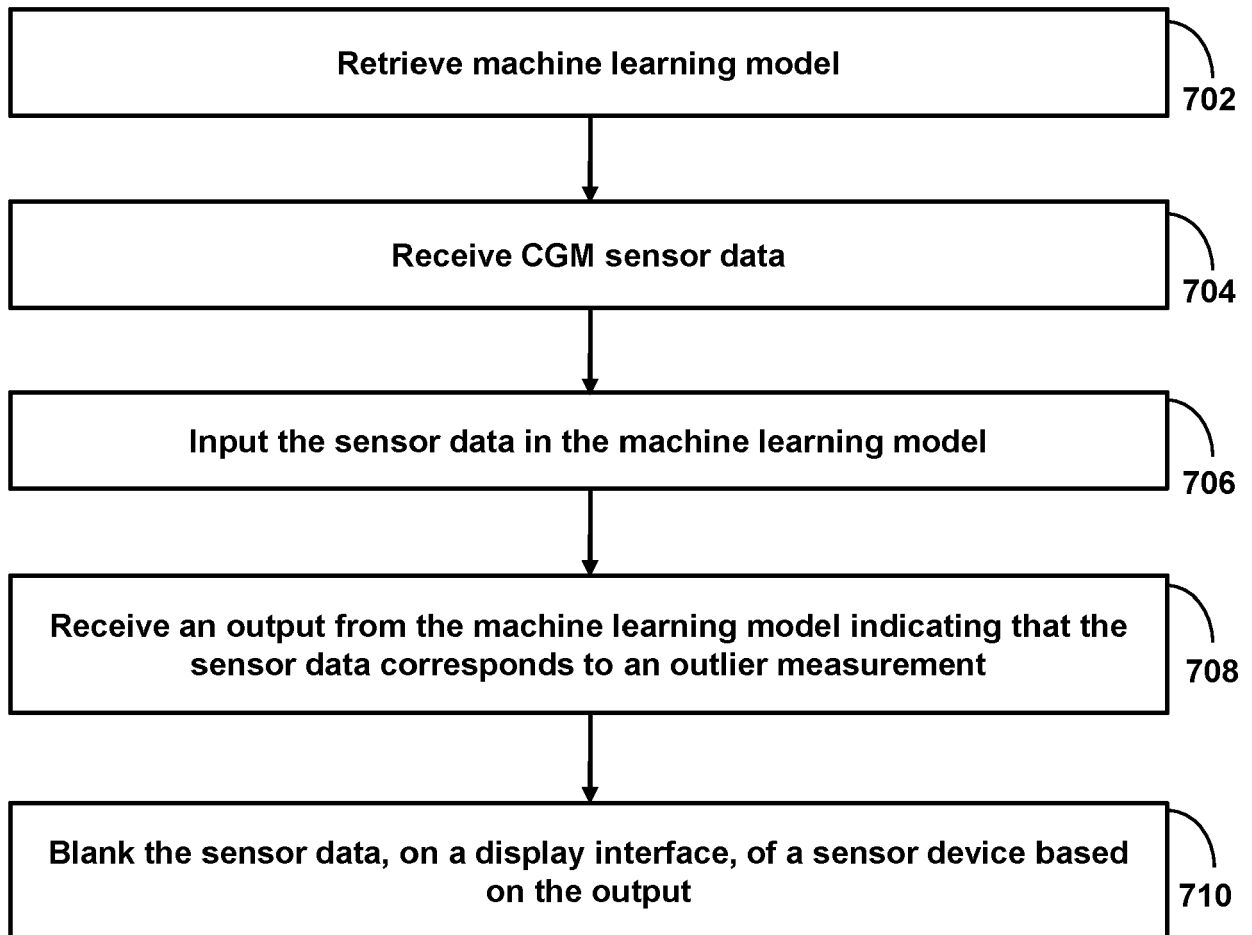 Retrieve machine learning model
702
Receive CGM sensor data
704
Input the sensor data in the machine learning model
706
Receive an output from the machine learning model indicating that the
sensor data corresponds to an outlier measurement
708
Blank the sensor data, on a display interface, of a sensor device based
on the output
710